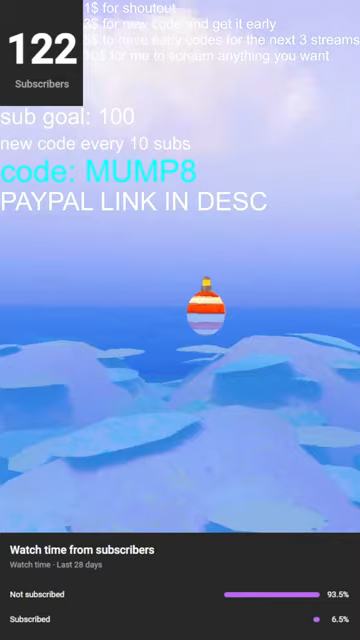 122
Subscribers
1$ for shoutout
3$ for new code and get it early
5$ to have early codes for the next 3 streams
10$ for me to scream anything you want
sub goal: 100
new code every 10 subs
code: MUMP8
PAYPAL LINK IN DESC
Watch time from subscribers
Watch time · Last 28 days
Not subscribed 93.5%
Subscribed 6.5%